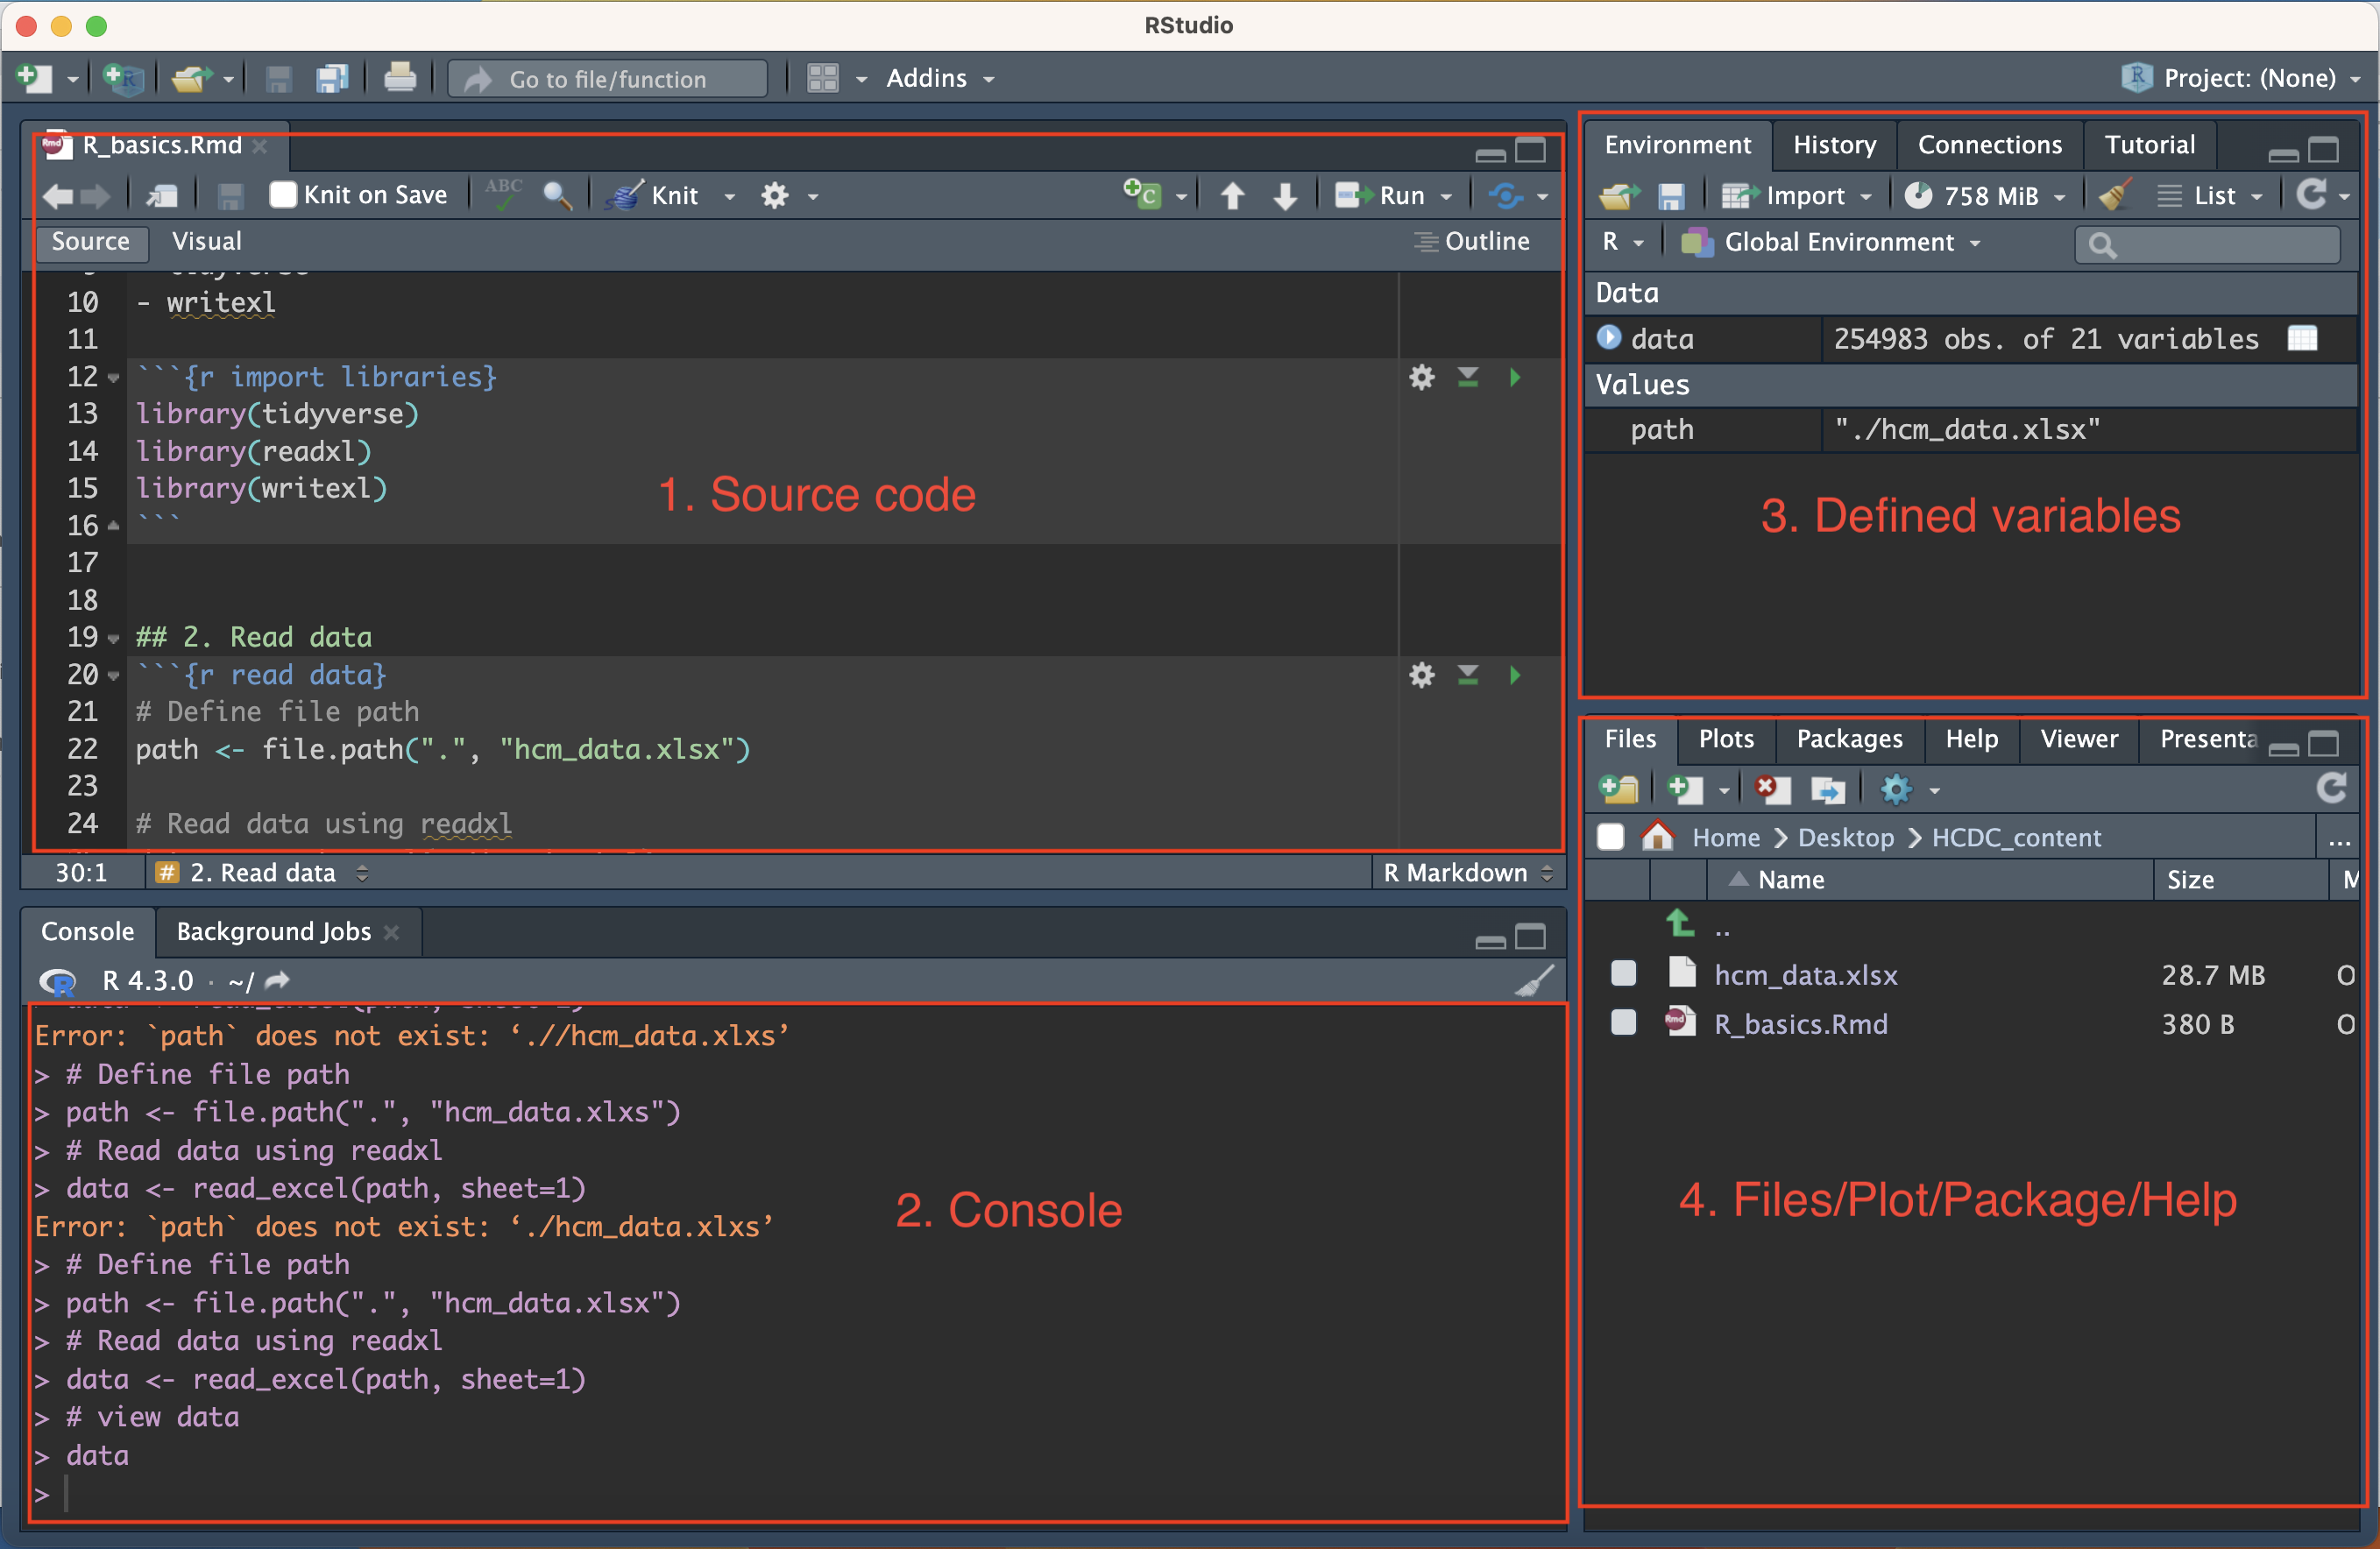 RStudio
Go to file/function
Addins
Project: (None)
R_basics.Rmd
Knit on Save
ABC
Knit
Run
Source
Visual
Outline
10 - writexl
11
12 ```{r import libraries}
13 library(tidyverse)
14 library(readxl)
15 library(writexl)
16 ```
17
18
19 ## 2. Read data
20 ```{r read data}
21 # Define file path
22 path <- file.path(".", "hcm_data.xlsx")
23
24 # Read data using readxl
1. Source code
30:1
# 2. Read data
R Markdown
Console
Background Jobs
R 4.3.0 · ~/
Error: `path` does not exist: ‘.//hcm_data.xlxs’
> # Define file path
> path <- file.path(".", "hcm_data.xlxs")
> # Read data using readxl
> data <- read_excel(path, sheet=1)
Error: `path` does not exist: ‘./hcm_data.xlxs’
> # Define file path
> path <- file.path(".", "hcm_data.xlsx")
> # Read data using readxl
> data <- read_excel(path, sheet=1)
> # view data
> data
>
2. Console
Environment
History
Connections
Tutorial
Import
758 MiB
List
R
Global Environment
Data
data 254983 obs. of 21 variables
Values
path "./hcm_data.xlsx"
3. Defined variables
Files
Plots
Packages
Help
Viewer
Presenta
Home
Desktop
HCDC_content
...
Name
Size
M
..
hcm_data.xlsx 28.7 MB O
R_basics.Rmd 380 B O
4. Files/Plot/Package/Help